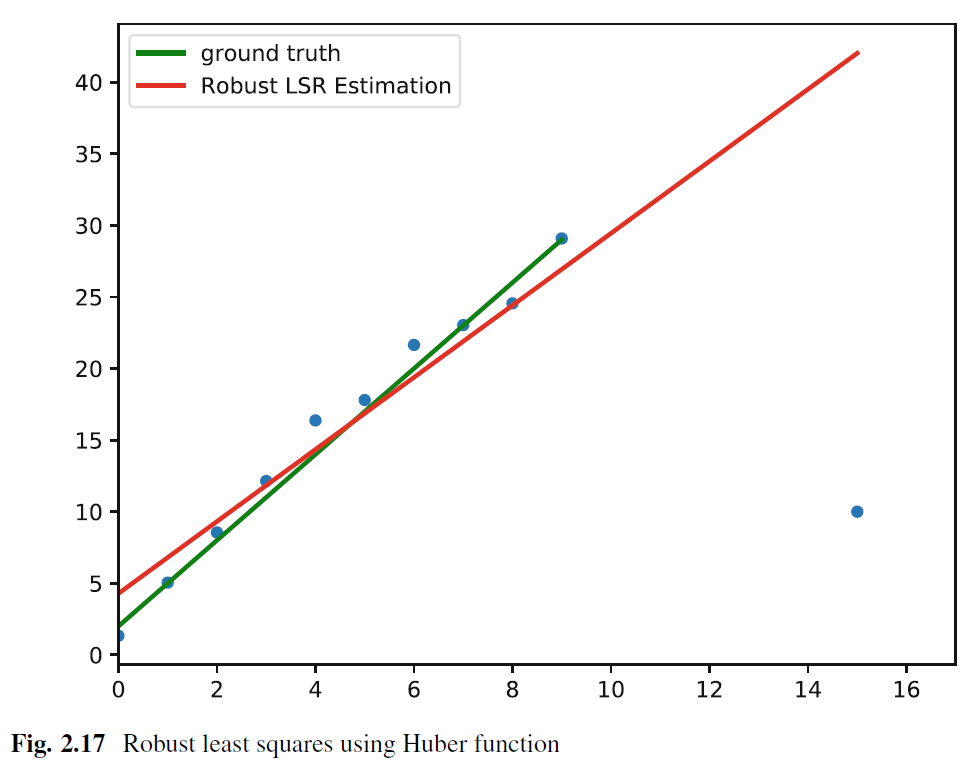 ground truth
Robust LSR Estimation
40
35
30
25
20
15
10
5
0
0 2 4 6 8 10 12 14 16
Fig. 2.17 Robust least squares using Huber function